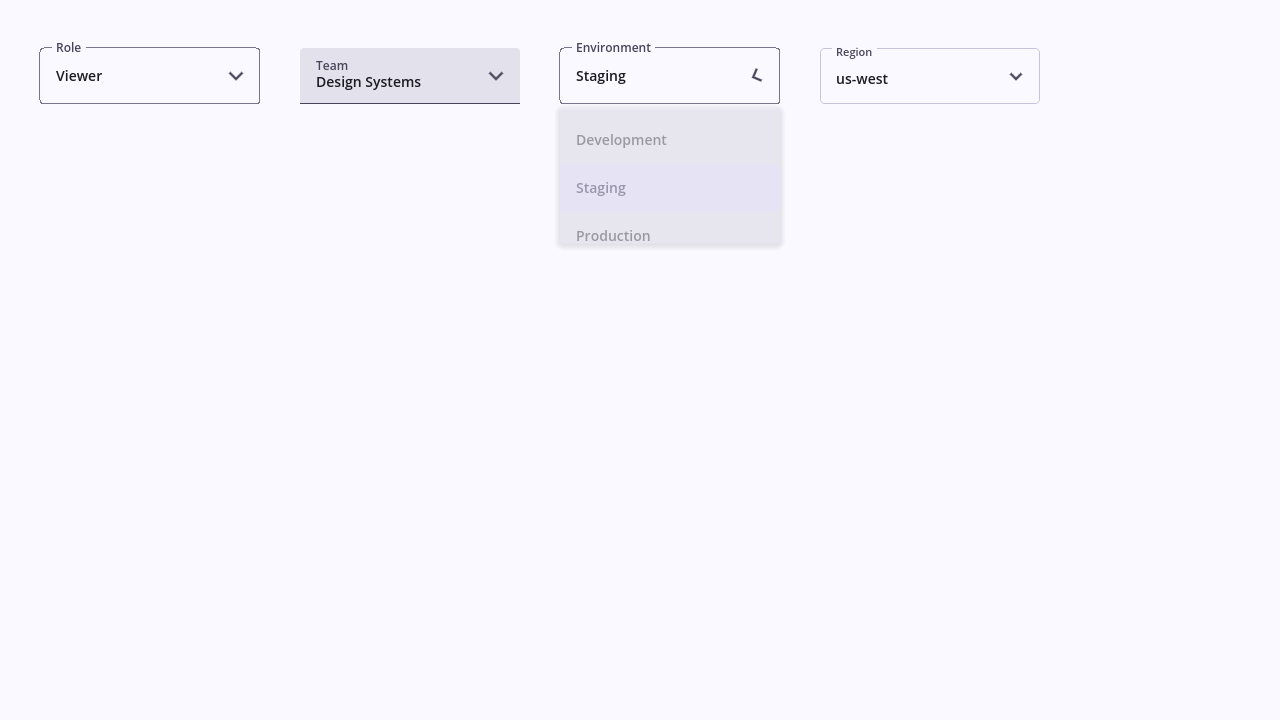 Role
Viewer
Team
Design Systems
Environment
Staging
Region
us-west
Development
Staging
Production